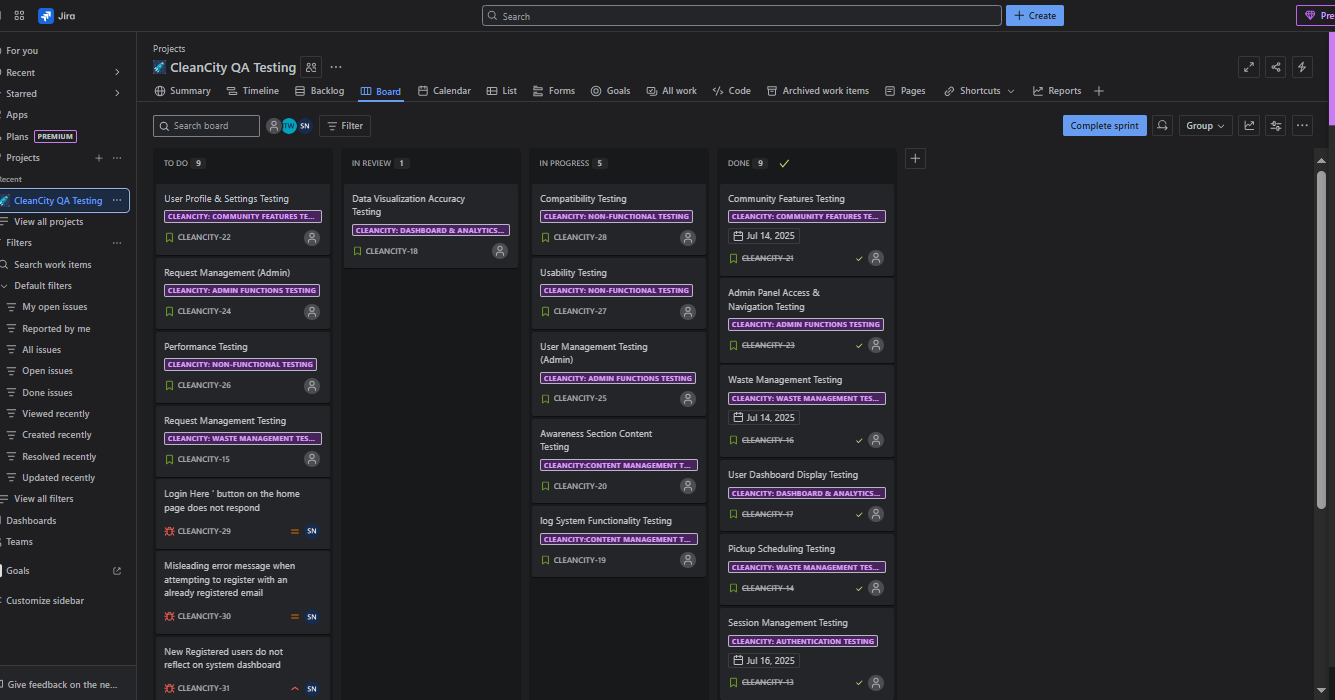 Jira
Search
Create
Pre
For you
Recent
Starred
Apps
Plans PREMIUM
Projects
Recent
CleanCity QA Testing
View all projects
Filters
Search work items
Default filters
My open issues
Reported by me
All issues
Open issues
Done issues
Viewed recently
Created recently
Resolved recently
Updated recently
View all filters
Dashboards
Teams
Goals
Customize sidebar
Give feedback on the ne...
Projects
CleanCity QA Testing
Summary Timeline Backlog Board Calendar List Forms Goals All work Code Archived work items Pages Shortcuts Reports
Search board
TW SN
Filter
Complete sprint
Group
TO DO 9
User Profile & Settings Testing
CLEANCITY: COMMUNITY FEATURES TE...
CLEANCITY-22
Request Management (Admin)
CLEANCITY: ADMIN FUNCTIONS TESTING
CLEANCITY-24
Performance Testing
CLEANCITY: NON-FUNCTIONAL TESTING
CLEANCITY-26
Request Management Testing
CLEANCITY: WASTE MANAGEMENT TES...
CLEANCITY-15
Login Here ' button on the home
page does not respond
CLEANCITY-29 SN
Misleading error message when
attempting to register with an
already registered email
CLEANCITY-30 SN
New Registered users do not
reflect on system dashboard
CLEANCITY-31 SN
IN REVIEW 1
Data Visualization Accuracy
Testing
CLEANCITY: DASHBOARD & ANALYTICS...
CLEANCITY-18
IN PROGRESS 5
Compatibility Testing
CLEANCITY: NON-FUNCTIONAL TESTING
CLEANCITY-28
Usability Testing
CLEANCITY: NON-FUNCTIONAL TESTING
CLEANCITY-27
User Management Testing
(Admin)
CLEANCITY: ADMIN FUNCTIONS TESTING
CLEANCITY-25
Awareness Section Content
Testing
CLEANCITY:CONTENT MANAGEMENT T...
CLEANCITY-20
log System Functionality Testing
CLEANCITY:CONTENT MANAGEMENT T...
CLEANCITY-19
DONE 9
Community Features Testing
CLEANCITY: COMMUNITY FEATURES TE...
Jul 14, 2025
CLEANCITY-21
Admin Panel Access &
Navigation Testing
CLEANCITY: ADMIN FUNCTIONS TESTING
CLEANCITY-23
Waste Management Testing
CLEANCITY: WASTE MANAGEMENT TES...
Jul 14, 2025
CLEANCITY-16
User Dashboard Display Testing
CLEANCITY: DASHBOARD & ANALYTICS...
CLEANCITY-17
Pickup Scheduling Testing
CLEANCITY: WASTE MANAGEMENT TES...
CLEANCITY-14
Session Management Testing
CLEANCITY: AUTHENTICATION TESTING
Jul 16, 2025
CLEANCITY-13